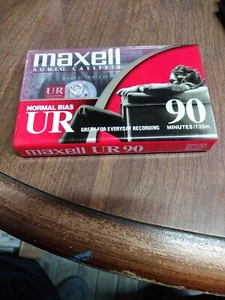 maxell
AUDIO CASSETTE
UR
NORMAL BIAS
UR
GREAT FOR EVERYDAY RECORDING
90
MINUTES/135m
maxell UR 90